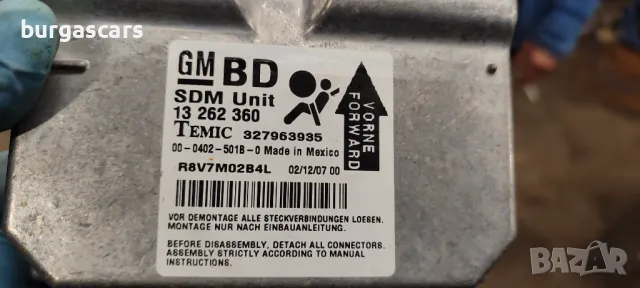 burgascars
GM BD
SDM Unit
13 262 360
TEMIC 327963935
00-0402-501B-0 Made in Mexico
R8V7M02B4L 02/12/07 00
VORNE
FORWARD
VOR DEMONTAGE ALLE STECKVERBINDUNGEN LOESEN.
MONTAGE NUR NACH EINBAUANLEITUNG.
BEFORE DISASSEMBLY, DETACH ALL CONNECTORS.
ASSEMBLY STRICTLY ACCORDING TO MANUAL
INSTRUCTIONS.
BAZAR
bg